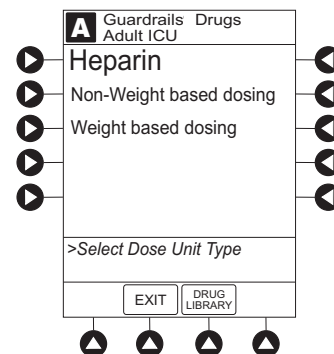 A Guardrails Drugs
Adult ICU
Heparin
Non-Weight based dosing
Weight based dosing
>Select Dose Unit Type
EXIT DRUG
LIBRARY